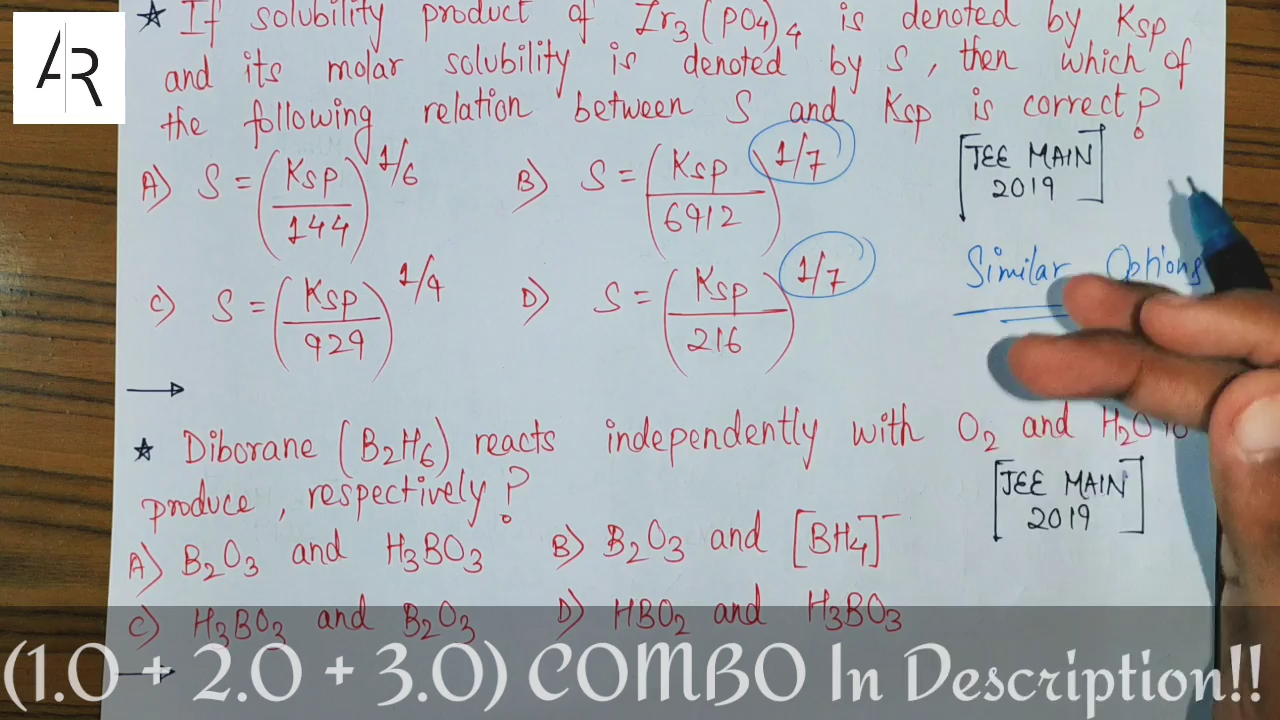 AR
★ If solubility product of Zr3(PO4)4 is denoted by Ksp
and its molar solubility is denoted by S, then which of
the following relation between S and Ksp is correct?
A) S = (Ksp/144)^1/6 B) S = (Ksp/6912)^1/7
[JEE MAIN 2019]
C) S = (Ksp/929)^1/9 D) S = (Ksp/216)^1/7
Similar Options
★ Diborane (B2H6) reacts independently with O2 and H2O to
produce, respectively?
[JEE MAIN 2019]
A) B2O3 and H3BO3 B) B2O3 and [BH4]−
C) H3BO3 and B2O3 D) HBO2 and H3BO3
(1.0 + 2.0 + 3.0) COMBO In Description!!